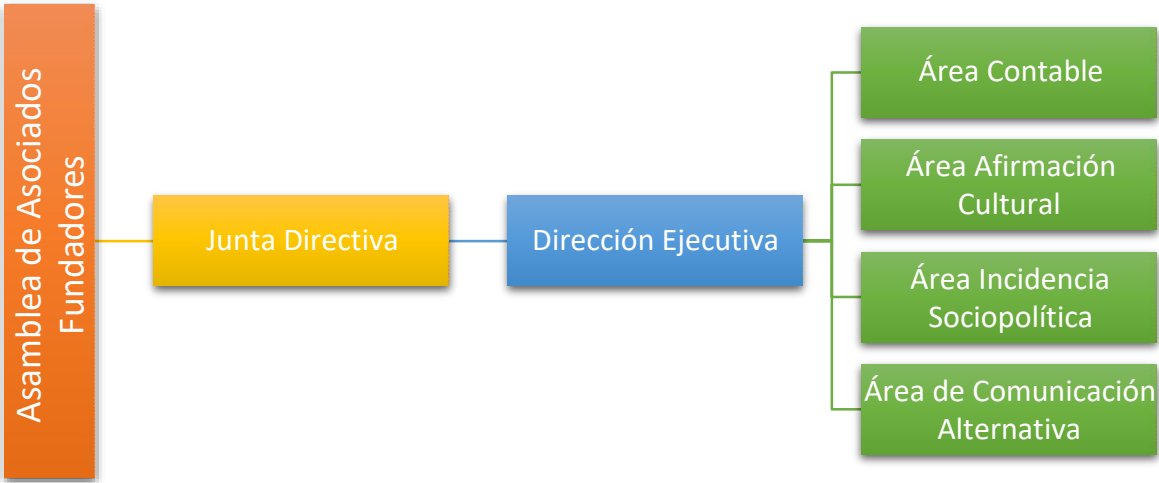 Asamblea de Asociados
Fundadores
Junta Directiva
Dirección Ejecutiva
Área Contable
Área Afirmación
Cultural
Área Incidencia
Sociopolítica
Área de Comunicación
Alternativa